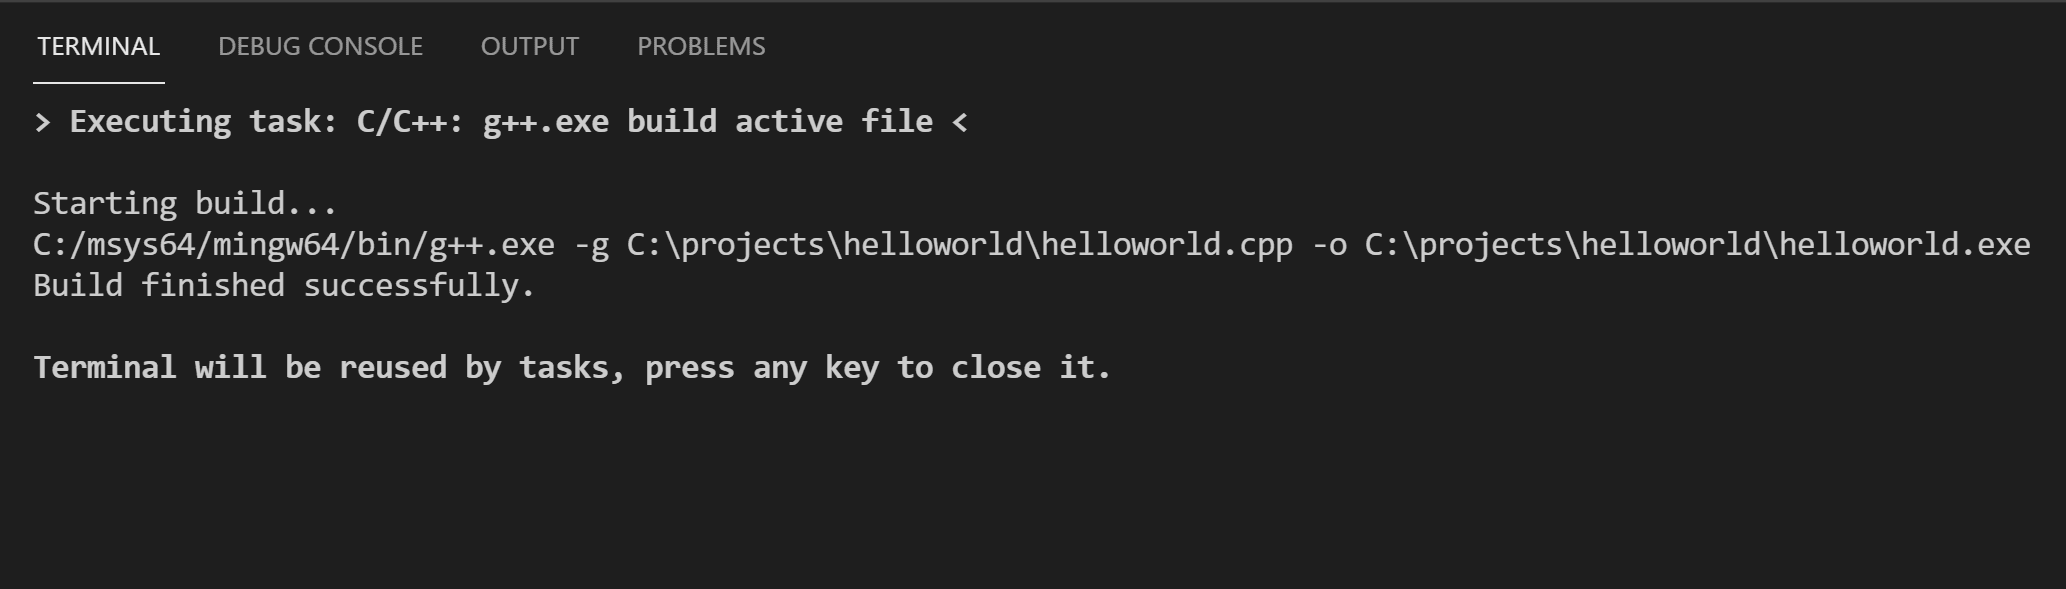 TERMINAL DEBUG CONSOLE OUTPUT PROBLEMS
> Executing task: C/C++: g++.exe build active file <
Starting build...
C:/msys64/mingw64/bin/g++.exe -g C:\projects\helloworld\helloworld.cpp -o C:\projects\helloworld\helloworld.exe
Build finished successfully.
Terminal will be reused by tasks, press any key to close it.